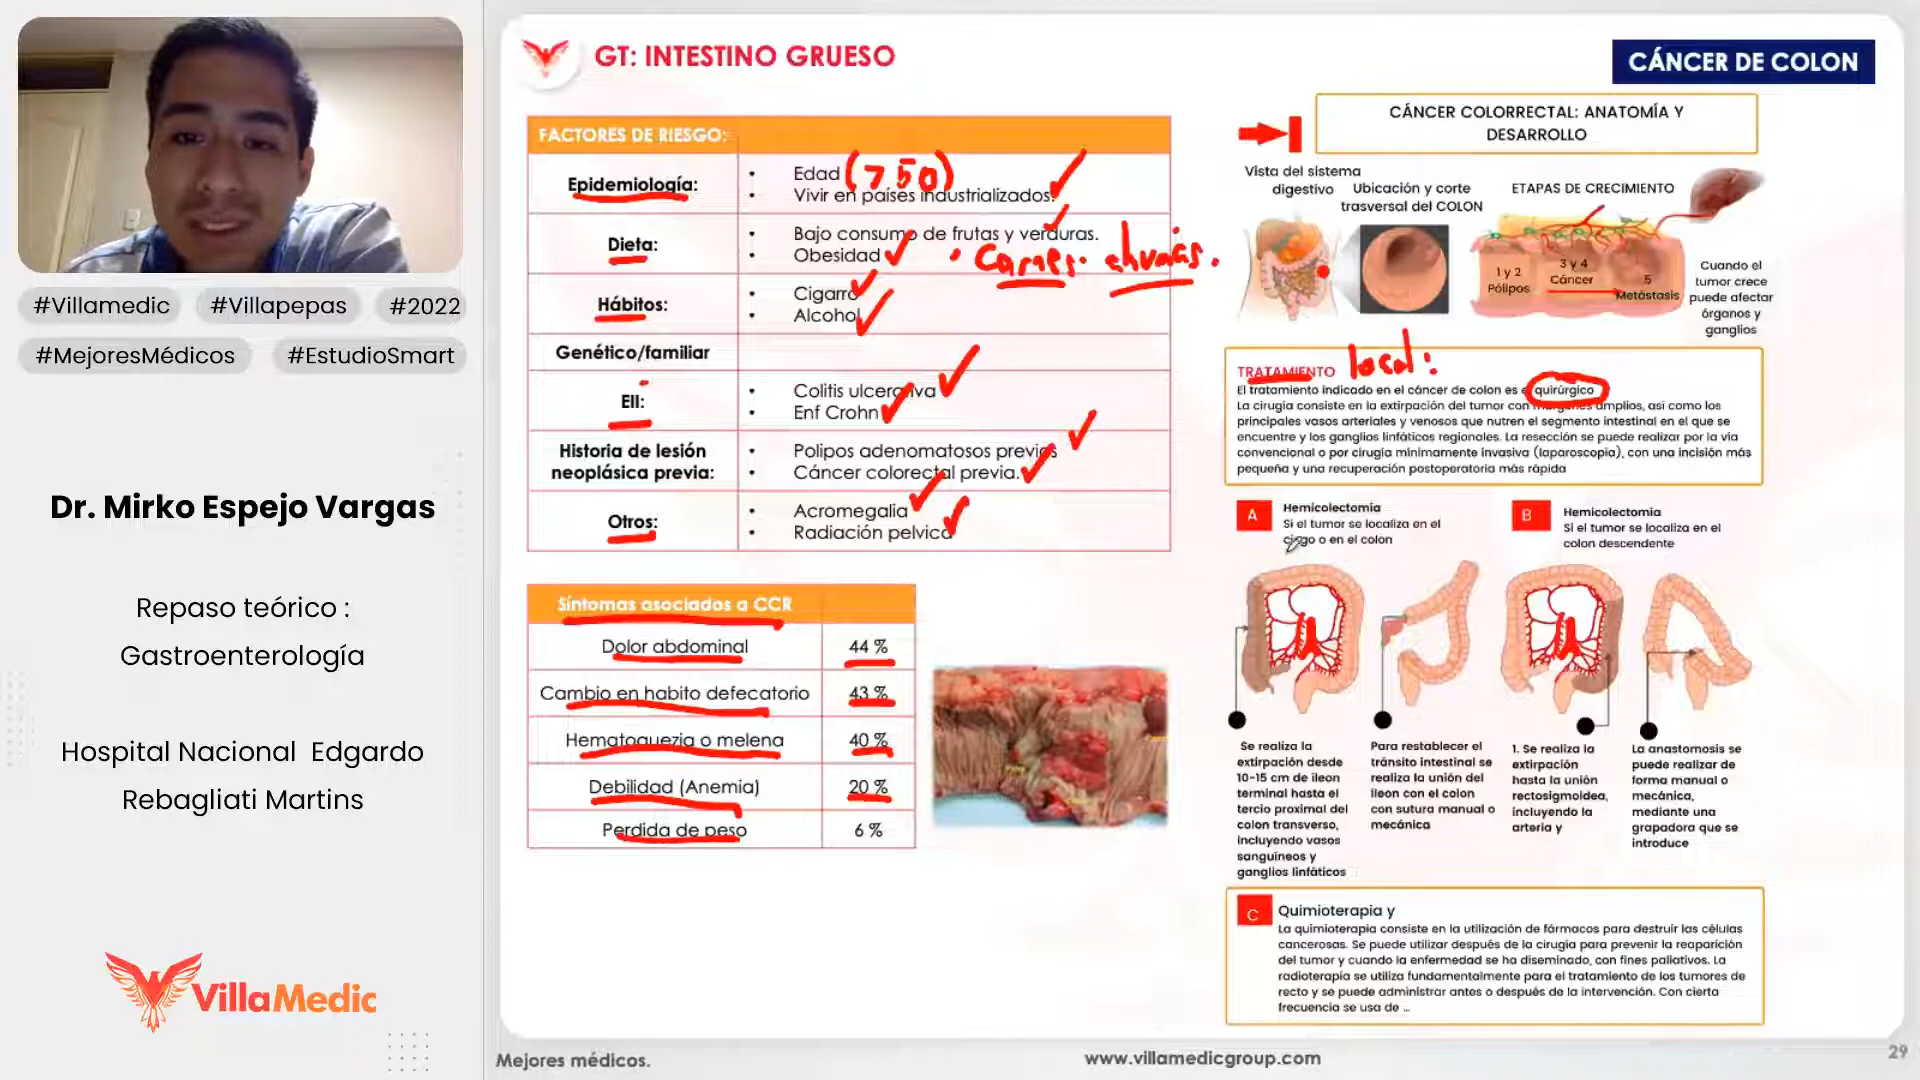 #Villamedic #Villapepas #2022
#MejoresMédicos #EstudioSmart
Dr. Mirko Espejo Vargas
Repaso teórico :
Gastroenterología
Hospital Nacional Edgardo
Rebagliati Martins
VillaMedic
GT: INTESTINO GRUESO
CÁNCER DE COLON
FACTORES DE RIESGO:
Epidemiología:
• Edad (>50)
• Vivir en países industrializados.
Dieta:
• Bajo consumo de frutas y verduras.
• Obesidad
• Carnes
Hábitos:
• Cigarro
• Alcohol
Genético/familiar
EII:
• Colitis ulcerativa
• Enf Crohn
Historia de lesión
neoplásica previa:
• Polipos adenomatosos previos
• Cáncer colorectal previa.
Otros:
• Acromegalia
• Radiación pelvica
Síntomas asociados a CCR
Dolor abdominal 44 %
Cambio en habito defecatorio 43 %
Hematoquezia o melena 40 %
Debilidad (Anemia) 20 %
Perdida de peso 6 %
CÁNCER COLORRECTAL: ANATOMÍA Y
DESARROLLO
Vista del sistema
digestivo
Ubicación y corte
trasversal del COLON
ETAPAS DE CRECIMIENTO
1 y 2
Pólipos
3 y 4
Cáncer
5
Metástasis
Cuando el
tumor crece
puede afectar
órganos y
ganglios
TRATAMIENTO local:
El tratamiento indicado en el cáncer de colon es el quirúrgico
La cirugía consiste en la extirpación del tumor con márgenes amplios, así como los
principales vasos arteriales y venosos que nutren el segmento intestinal en el que se
encuentre y los ganglios linfáticos regionales. La resección se puede realizar por la vía
convencional o por cirugía mínimamente invasiva (laparoscopia), con una incisión más
pequeña y una recuperación postoperatoria más rápida
A
Hemicolectomía
Si el tumor se localiza en el
ciego o en el colon
B
Hemicolectomía
Si el tumor se localiza en el
colon descendente
Se realiza la
extirpación desde
10-15 cm de íleon
terminal hasta el
tercio proximal del
colon transverso,
incluyendo vasos
sanguíneos y
ganglios linfáticos
Para restablecer el
tránsito intestinal se
realiza la unión del
íleon con el colon
con sutura manual o
mecánica
1. Se realiza la
extirpación
hasta la unión
rectosigmoidea,
incluyendo la
arteria y
La anastomosis se
puede realizar de
forma manual o
mecánica,
mediante una
grapadora que se
introduce
C
Quimioterapia y
La quimioterapia consiste en la utilización de fármacos para destruir las células
cancerosas. Se puede utilizar después de la cirugía para prevenir la reaparición
del tumor y cuando la enfermedad se ha diseminado, con fines paliativos. La
radioterapia se utiliza fundamentalmente para el tratamiento de los tumores de
recto y se puede administrar antes o después de la intervención. Con cierta
frecuencia se usa de ...
Mejores médicos.
www.villamedicgroup.com
29